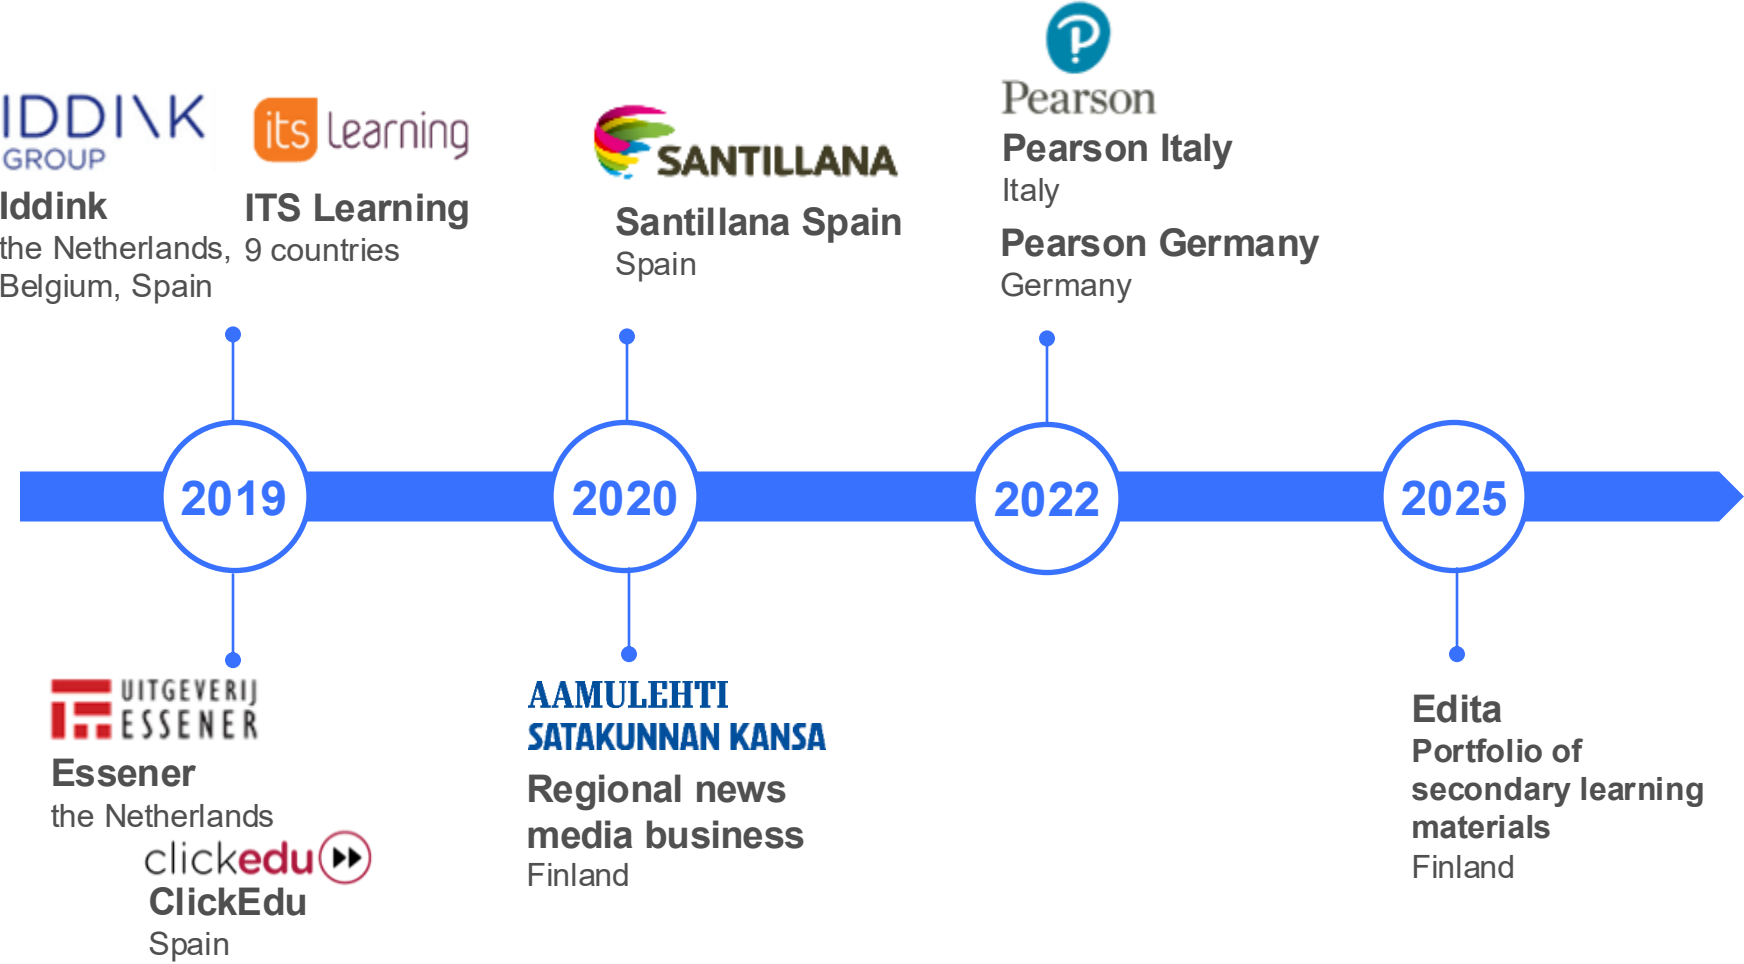 IDDINK
GROUP
Iddink
the Netherlands,
Belgium, Spain
its Learning
ITS Learning
9 countries
SANTILLANA
Santillana Spain
Spain
Pearson
Pearson Italy
Italy
Pearson Germany
Germany
2019
2020
2022
2025
UITGEVERIJ
ESSENER
Essener
the Netherlands
clickedu
ClickEdu
Spain
AAMULEHTI
SATAKUNNAN KANSA
Regional news
media business
Finland
Edita
Portfolio of
secondary learning
materials
Finland